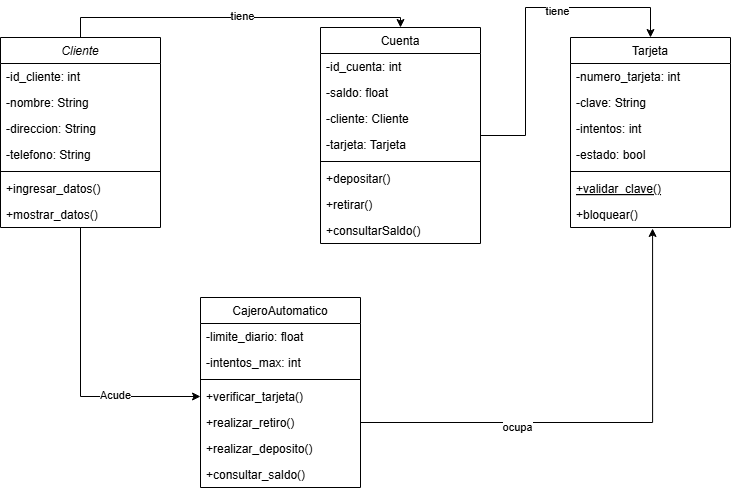 tiene
tiene
Cliente
-id_cliente: int
-nombre: String
-direccion: String
-telefono: String
+ingresar_datos()
+mostrar_datos()
Cuenta
-id_cuenta: int
-saldo: float
-cliente: Cliente
-tarjeta: Tarjeta
+depositar()
+retirar()
+consultarSaldo()
Tarjeta
-numero_tarjeta: int
-clave: String
-intentos: int
-estado: bool
+validar_clave()
+bloquear()
Acude
CajeroAutomatico
-limite_diario: float
-intentos_max: int
+verificar_tarjeta()
+realizar_retiro()
+realizar_deposito()
+consultar_saldo()
ocupa